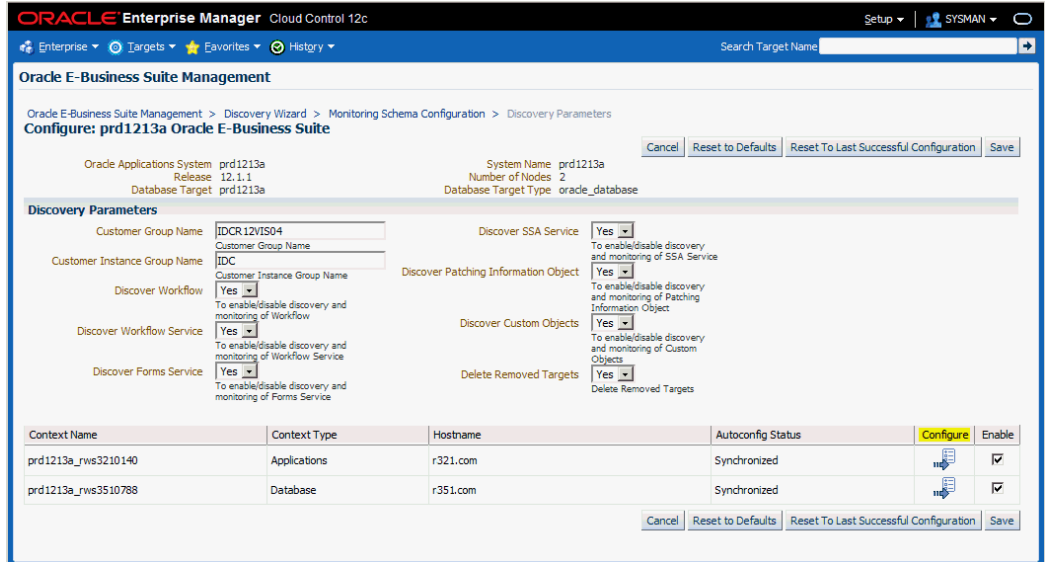 ORACLE Enterprise Manager Cloud Control 12c
Setup SYSMAN
Enterprise Targets Favorites History Search Target Name
Oracle E-Business Suite Management
Oracle E-Business Suite Management > Discovery Wizard > Monitoring Schema Configuration > Discovery Parameters
Configure: prd1213a Oracle E-Business Suite
Cancel Reset to Defaults Reset To Last Successful Configuration Save
Oracle Applications System prd1213a System Name prd1213a
Release 12.1.1 Number of Nodes 2
Database Target prd1213a Database Target Type oracle_database
Discovery Parameters
Customer Group Name IDCR12VIS04
Customer Group Name
Customer Instance Group Name IDC
Customer Instance Group Name
Discover Workflow Yes
To enable/disable discovery and
monitoring of Workflow
Discover Workflow Service Yes
To enable/disable discovery and
monitoring of Workflow Service
Discover Forms Service Yes
To enable/disable discovery and
monitoring of Forms Service
Discover SSA Service Yes
To enable/disable discovery
and monitoring of SSA Service
Discover Patching Information Object Yes
To enable/disable discovery
and monitoring of Patching
Information Object
Discover Custom Objects Yes
To enable/disable discovery
and monitoring of Custom
Objects
Delete Removed Targets Yes
Delete Removed Targets
Context Name Context Type Hostname Autoconfig Status Configure Enable
prd1213a_rws3210140 Applications r321.com Synchronized
prd1213a_rws3510788 Database r351.com Synchronized
Cancel Reset to Defaults Reset To Last Successful Configuration Save